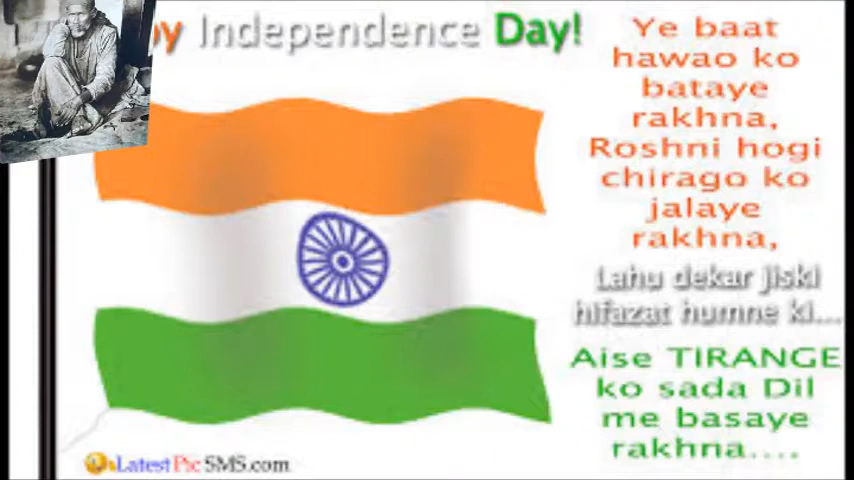 py Independence Day!
Ye baat
hawao ko
bataye
rakhna,
Roshni hogi
chirago ko
jalaye
rakhna,
Lahu dekar jiski
hifazat humne ki...
Aise TIRANGE
ko sada Dil
me basaye
rakhna....
LatestPicSMS.com